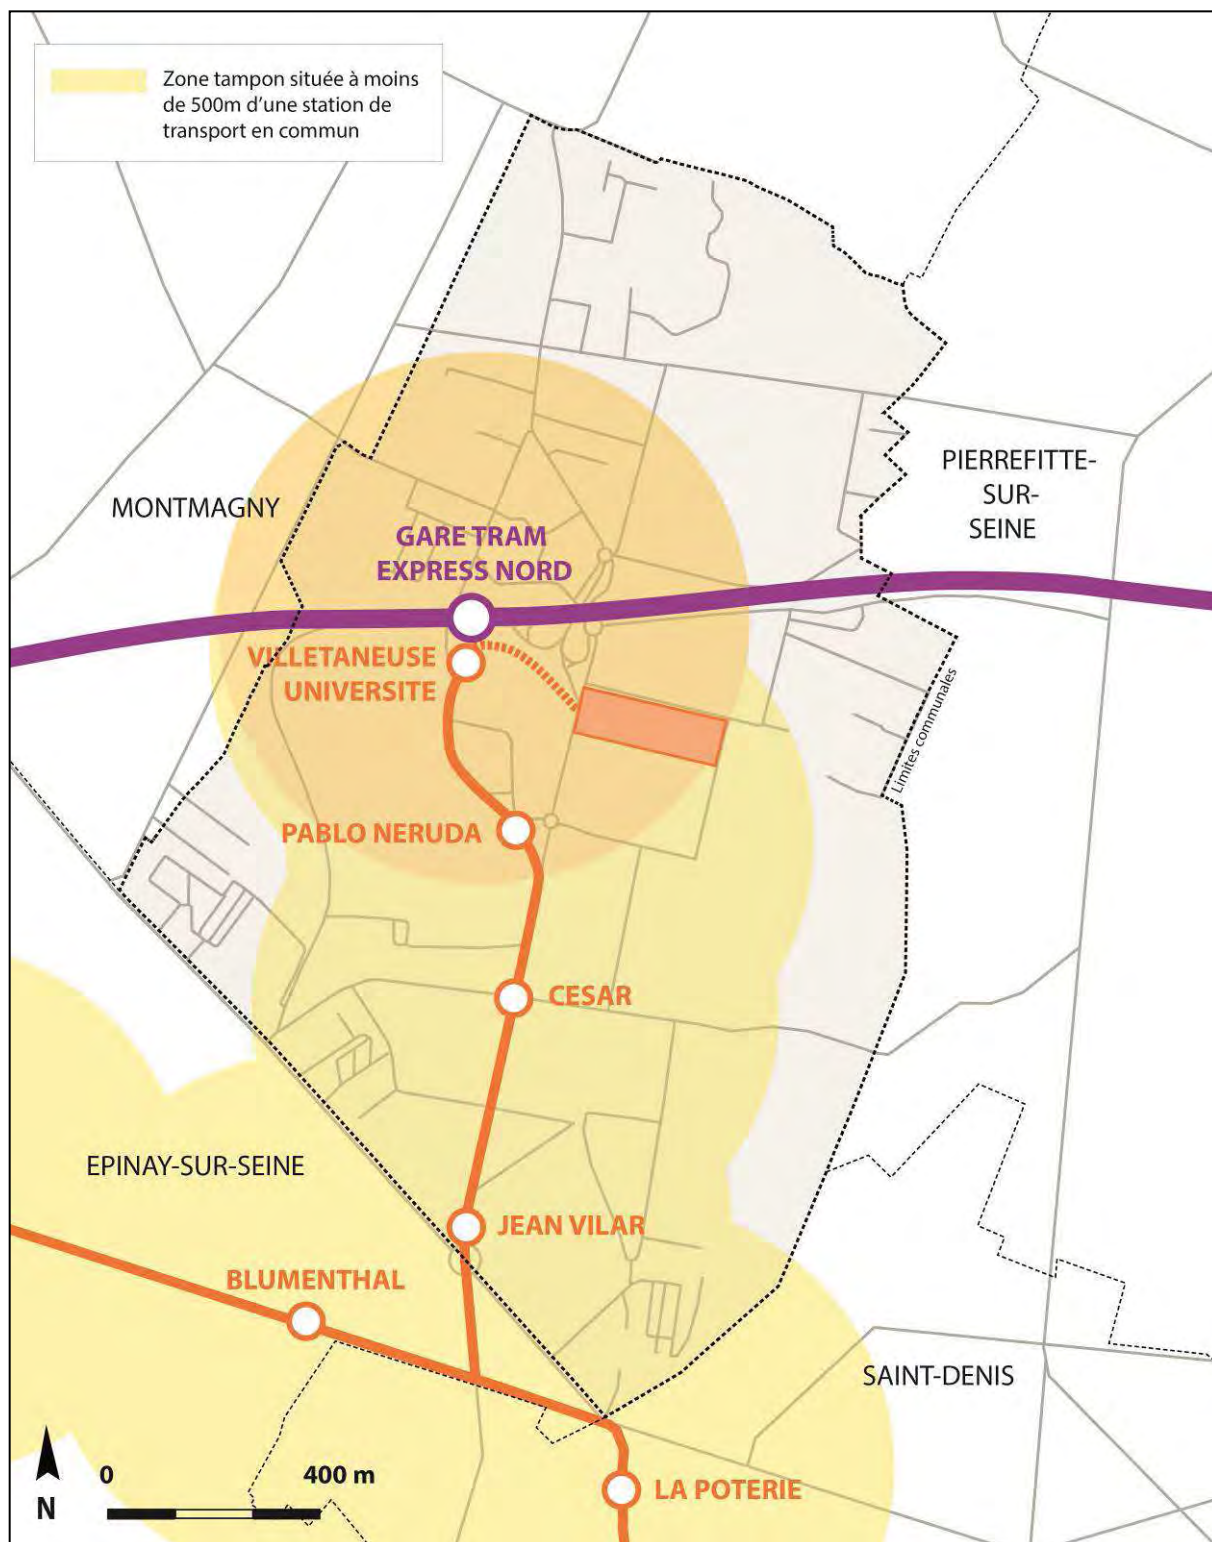 Zone tampon située à moins
de 500m d'une station de
transport en commun
MONTMAGNY
PIERREFITTE-
SUR-
SEINE
GARE TRAM
EXPRESS NORD
VILLETANEUSE
UNIVERSITE
Limites communales
PABLO NERUDA
CESAR
EPINAY-SUR-SEINE
JEAN VILAR
BLUMENTHAL
SAINT-DENIS
0 400 m
N
LA POTERIE